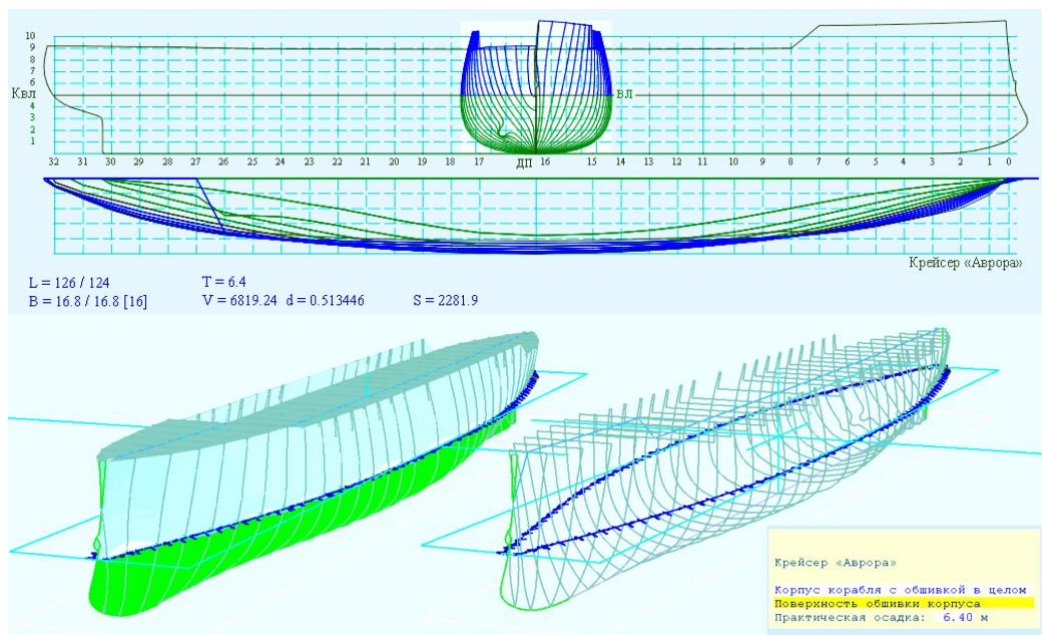 10
9
8
7
6
Квл
4
3
2
1
ВЛ
32 31 30 29 28 27 26 25 24 23 22 21 20 19 18 17 ДП 16 15 14 13 12 11 10 9 8 7 6 5 4 3 2 1 0
Крейсер «Аврора»
L = 126 / 124
T = 6.4
B = 16.8 / 16.8 [16]
V = 6819.24 d = 0.513446
S = 2281.9
Крейсер «Аврора»
Корпус корабля с обшивкой в целом
Поверхность обшивки корпуса
Практическая осадка: 6.40 м